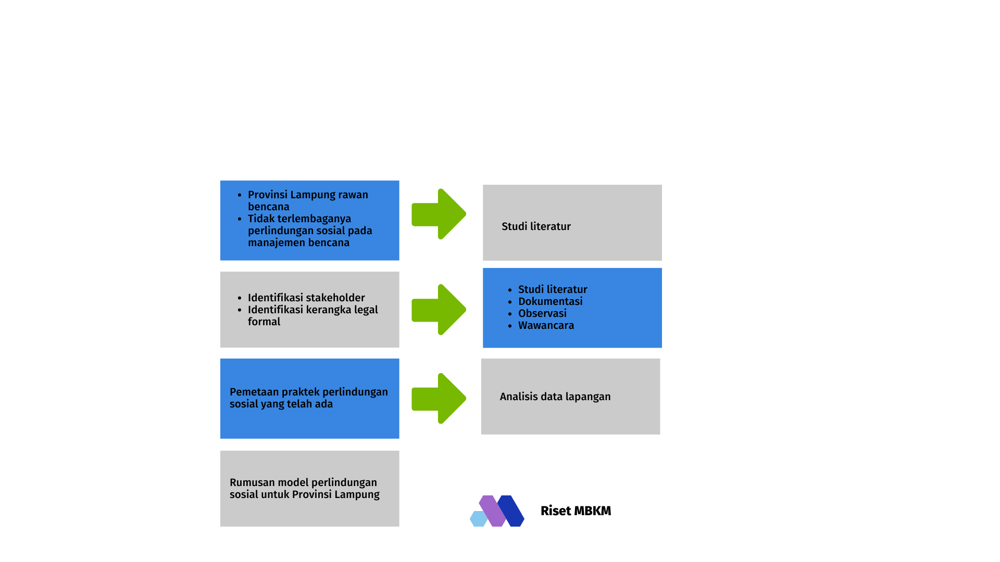 • Provinsi Lampung rawan
bencana
• Tidak terlembaganya
perlindungan sosial pada
manajemen bencana
Studi literatur
• Identifikasi stakeholder
• Identifikasi kerangka legal
formal
• Studi literatur
• Dokumentasi
• Observasi
• Wawancara
Pemetaan praktek perlindungan
sosial yang telah ada
Analisis data lapangan
Rumusan model perlindungan
sosial untuk Provinsi Lampung
Riset MBKM